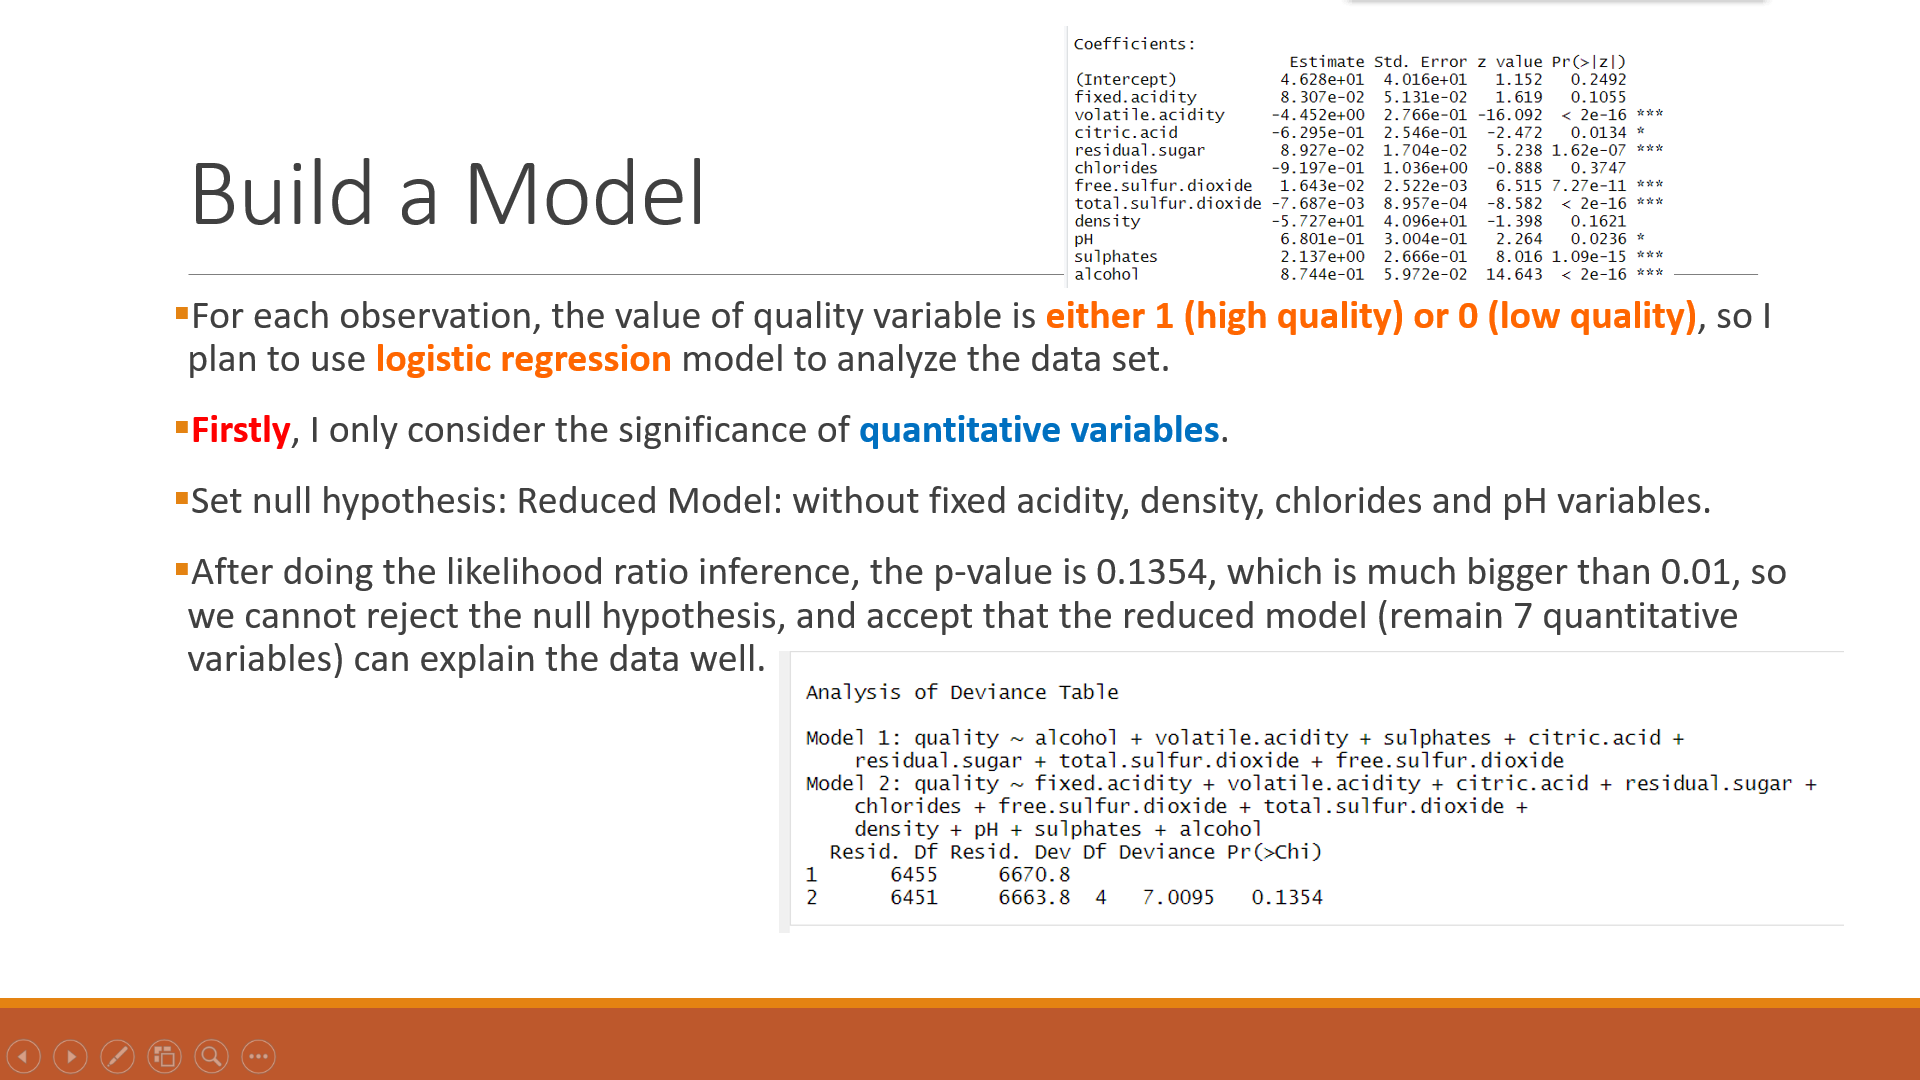 Coefficients:
Estimate Std. Error z value Pr(>|z|)
(Intercept) 4.628e+01 4.016e+01 1.152 0.2492
fixed.acidity 8.307e-02 5.131e-02 1.619 0.1055
volatile.acidity -4.452e+00 2.766e-01 -16.092 < 2e-16 ***
citric.acid -6.295e-01 2.546e-01 -2.472 0.0134 *
residual.sugar 8.927e-02 1.704e-02 5.238 1.62e-07 ***
chlorides -9.197e-01 1.036e+00 -0.888 0.3747
free.sulfur.dioxide 1.643e-02 2.522e-03 6.515 7.27e-11 ***
total.sulfur.dioxide -7.687e-03 8.957e-04 -8.582 < 2e-16 ***
density -5.727e+01 4.096e+01 -1.398 0.1621
pH 6.801e-01 3.004e-01 2.264 0.0236 *
sulphates 2.137e+00 2.666e-01 8.016 1.09e-15 ***
alcohol 8.744e-01 5.972e-02 14.643 < 2e-16 ***
Build a Model
For each observation, the value of quality variable is either 1 (high quality) or 0 (low quality), so I
plan to use logistic regression model to analyze the data set.
Firstly, I only consider the significance of quantitative variables.
Set null hypothesis: Reduced Model: without fixed acidity, density, chlorides and pH variables.
After doing the likelihood ratio inference, the p-value is 0.1354, which is much bigger than 0.01, so
we cannot reject the null hypothesis, and accept that the reduced model (remain 7 quantitative
variables) can explain the data well.
Analysis of Deviance Table
Model 1: quality ~ alcohol + volatile.acidity + sulphates + citric.acid +
residual.sugar + total.sulfur.dioxide + free.sulfur.dioxide
Model 2: quality ~ fixed.acidity + volatile.acidity + citric.acid + residual.sugar +
chlorides + free.sulfur.dioxide + total.sulfur.dioxide +
density + pH + sulphates + alcohol
Resid. Df Resid. Dev Df Deviance Pr(>Chi)
1 6455 6670.8
2 6451 6663.8 4 7.0095 0.1354